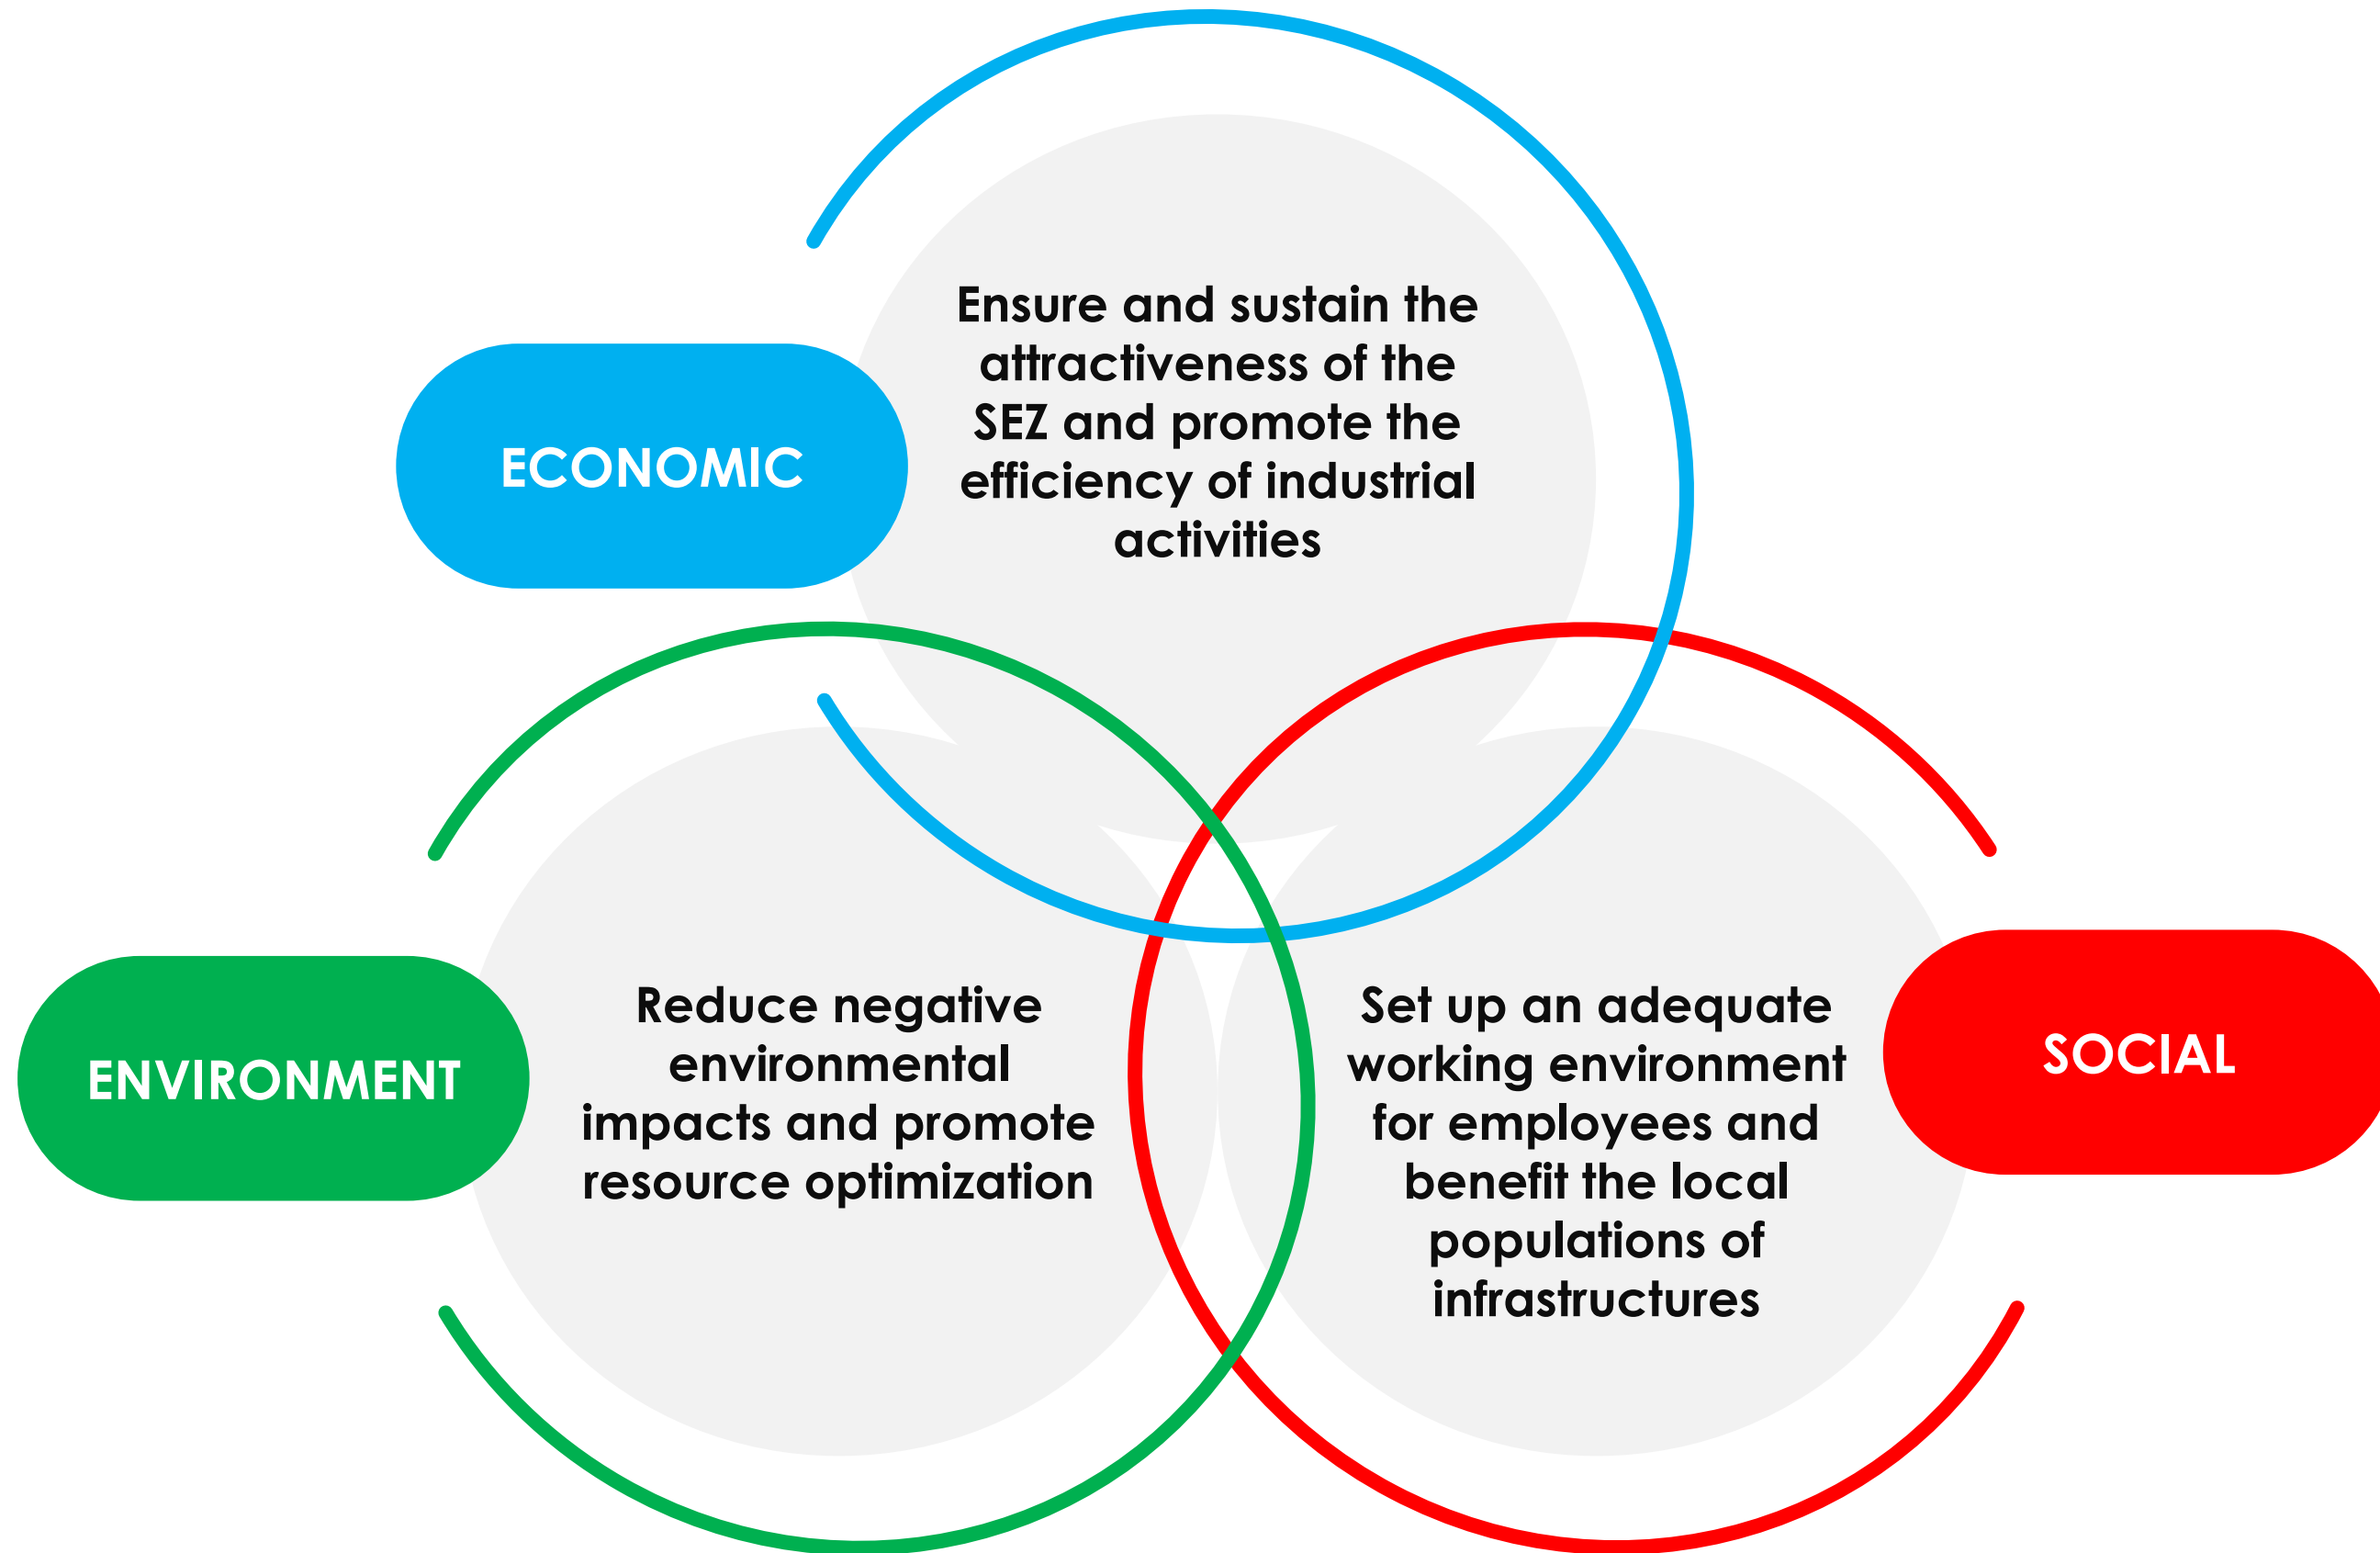 ECONOMIC
Ensure and sustain the
attractiveness of the
SEZ and promote the
efficiency of industrial
activities
ENVIRONMENT
Reduce negative
environmental
impacts and promote
resource optimization
Set up an adequate
working environment
for employees and
benefit the local
populations of
infrastructures
SOCIAL